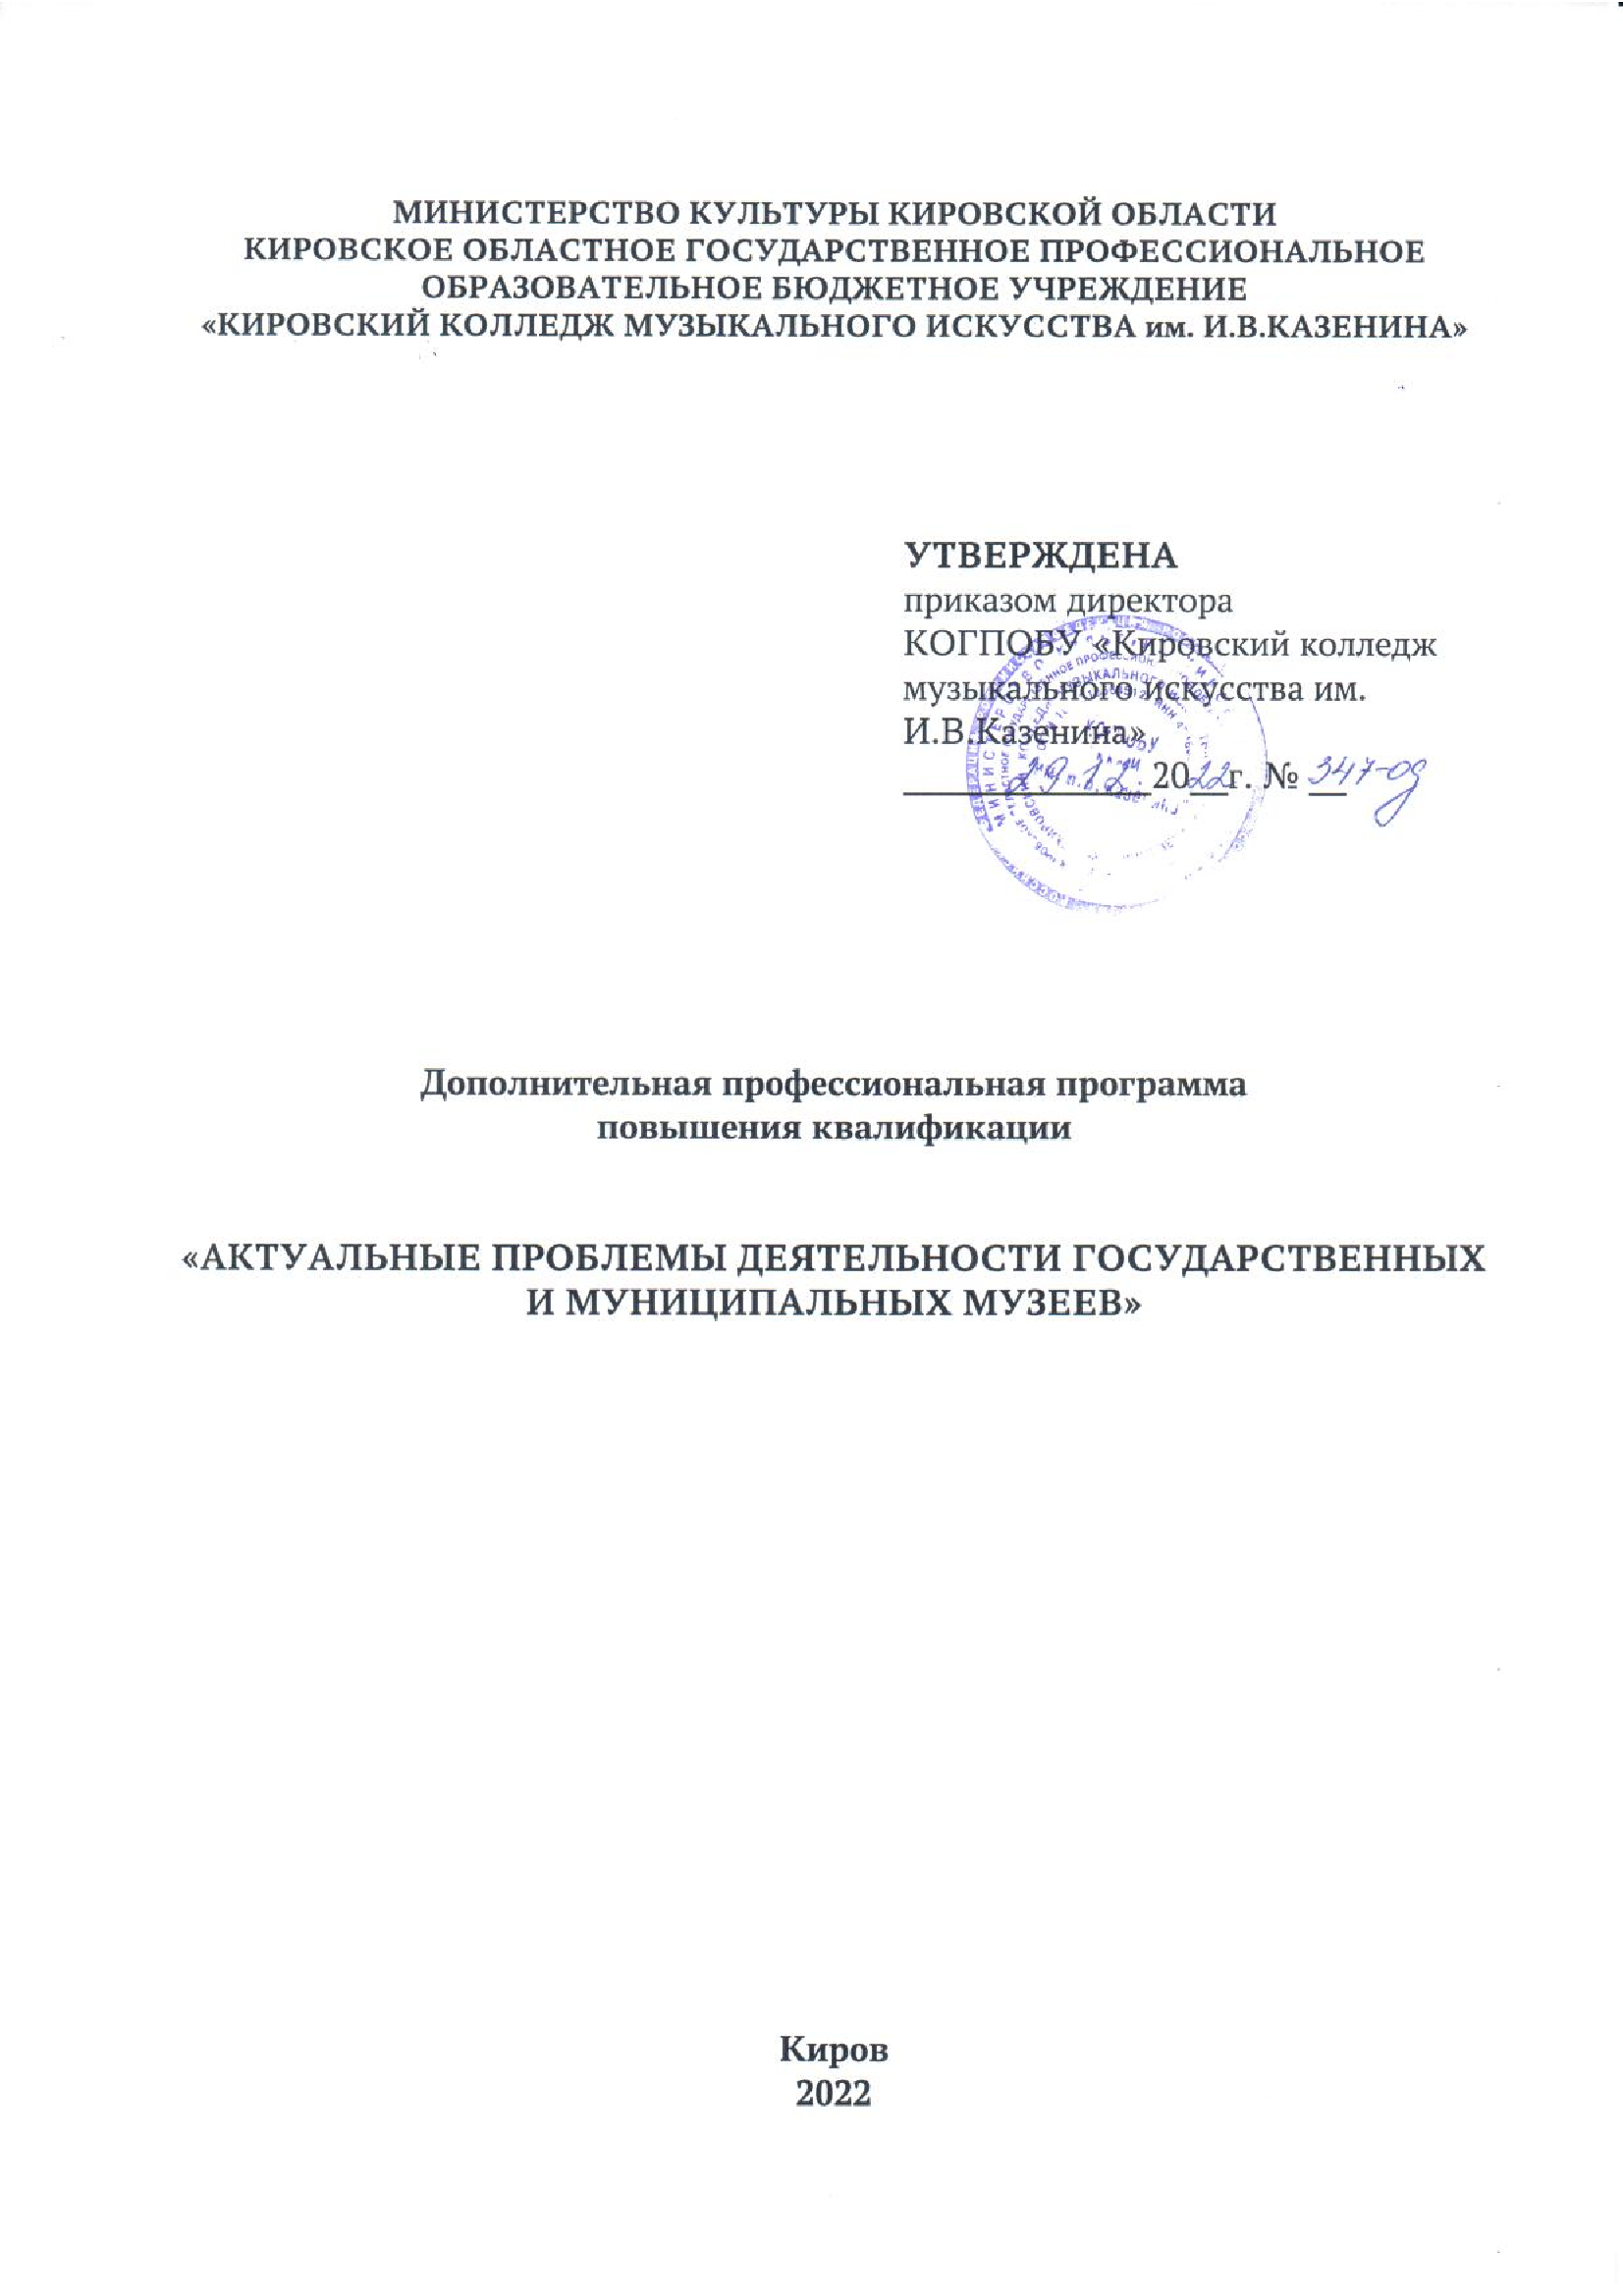 МИНИСТЕРСТВО КУЛЬТУРЫ КИРОВСКОЙ ОБЛАСТИ
КИРОВСКОЕ ОБЛАСТНОЕ ГОСУДАРСТВЕННОЕ ПРОФЕССИОНАЛЬНОЕ
ОБРАЗОВАТЕЛЬНОЕ БЮДЖЕТНОЕ УЧРЕЖДЕНИЕ
«КИРОВСКИЙ КОЛЛЕДЖ МУЗЫКАЛЬНОГО ИСКУССТВА им. И.В.КАЗЕНИНА»
УТВЕРЖДЕНА
приказом директора
КОГПОБУ «Кировский колледж
музыкального искусства им.
И.В.Казенина»
29.12.2022г. № 347-од
Дополнительная профессиональная программа
повышения квалификации
«АКТУАЛЬНЫЕ ПРОБЛЕМЫ ДЕЯТЕЛЬНОСТИ ГОСУДАРСТВЕННЫХ
И МУНИЦИПАЛЬНЫХ МУЗЕЕВ»
Киров
2022